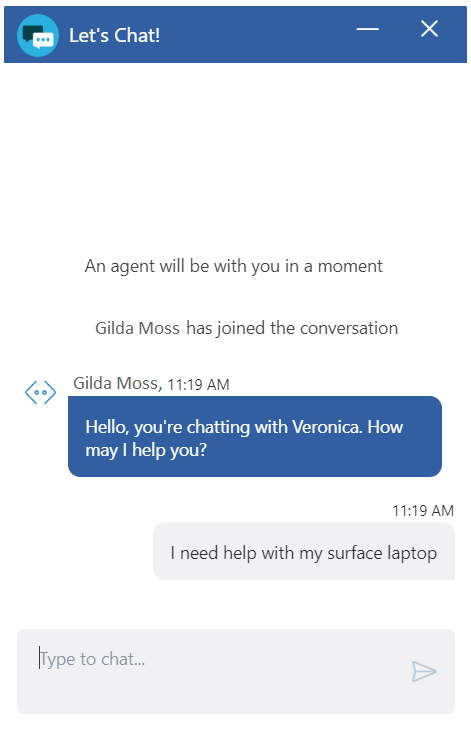 Let's Chat!
An agent will be with you in a moment
Gilda Moss has joined the conversation
Gilda Moss, 11:19 AM
Hello, you're chatting with Veronica. How
may I help you?
11:19 AM
I need help with my surface laptop
Type to chat...